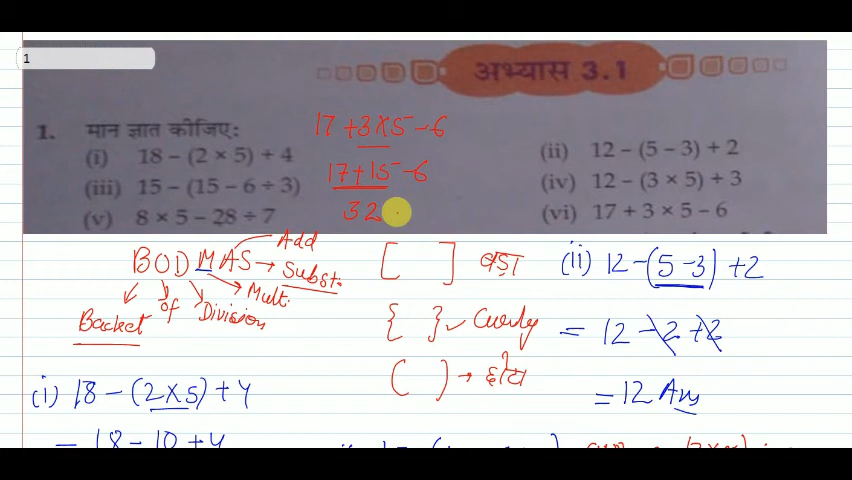 1
अभ्यास 3.1
1. मान ज्ञात कीजिए:
(i) 18 – (2 × 5) + 4
(ii) 12 – (5 – 3) + 2
(iii) 15 – (15 – 6 ÷ 3)
(iv) 12 – (3 × 5) + 3
(v) 8 × 5 – 28 ÷ 7
(vi) 17 + 3 × 5 – 6
17 + 3 × 5 – 6
17 + 15 – 6
32
BODMAS
Add
Subst.
Multi.
Division
of
Backet
[ ] बड़ा
{ } Curly
( ) → छोटा
(ii) 12 – (5 – 3) + 2
= 12 – 2 + 2
= 12 Ans
(i) 18 – (2 × 5) + 4
= 18 – 10 + 4